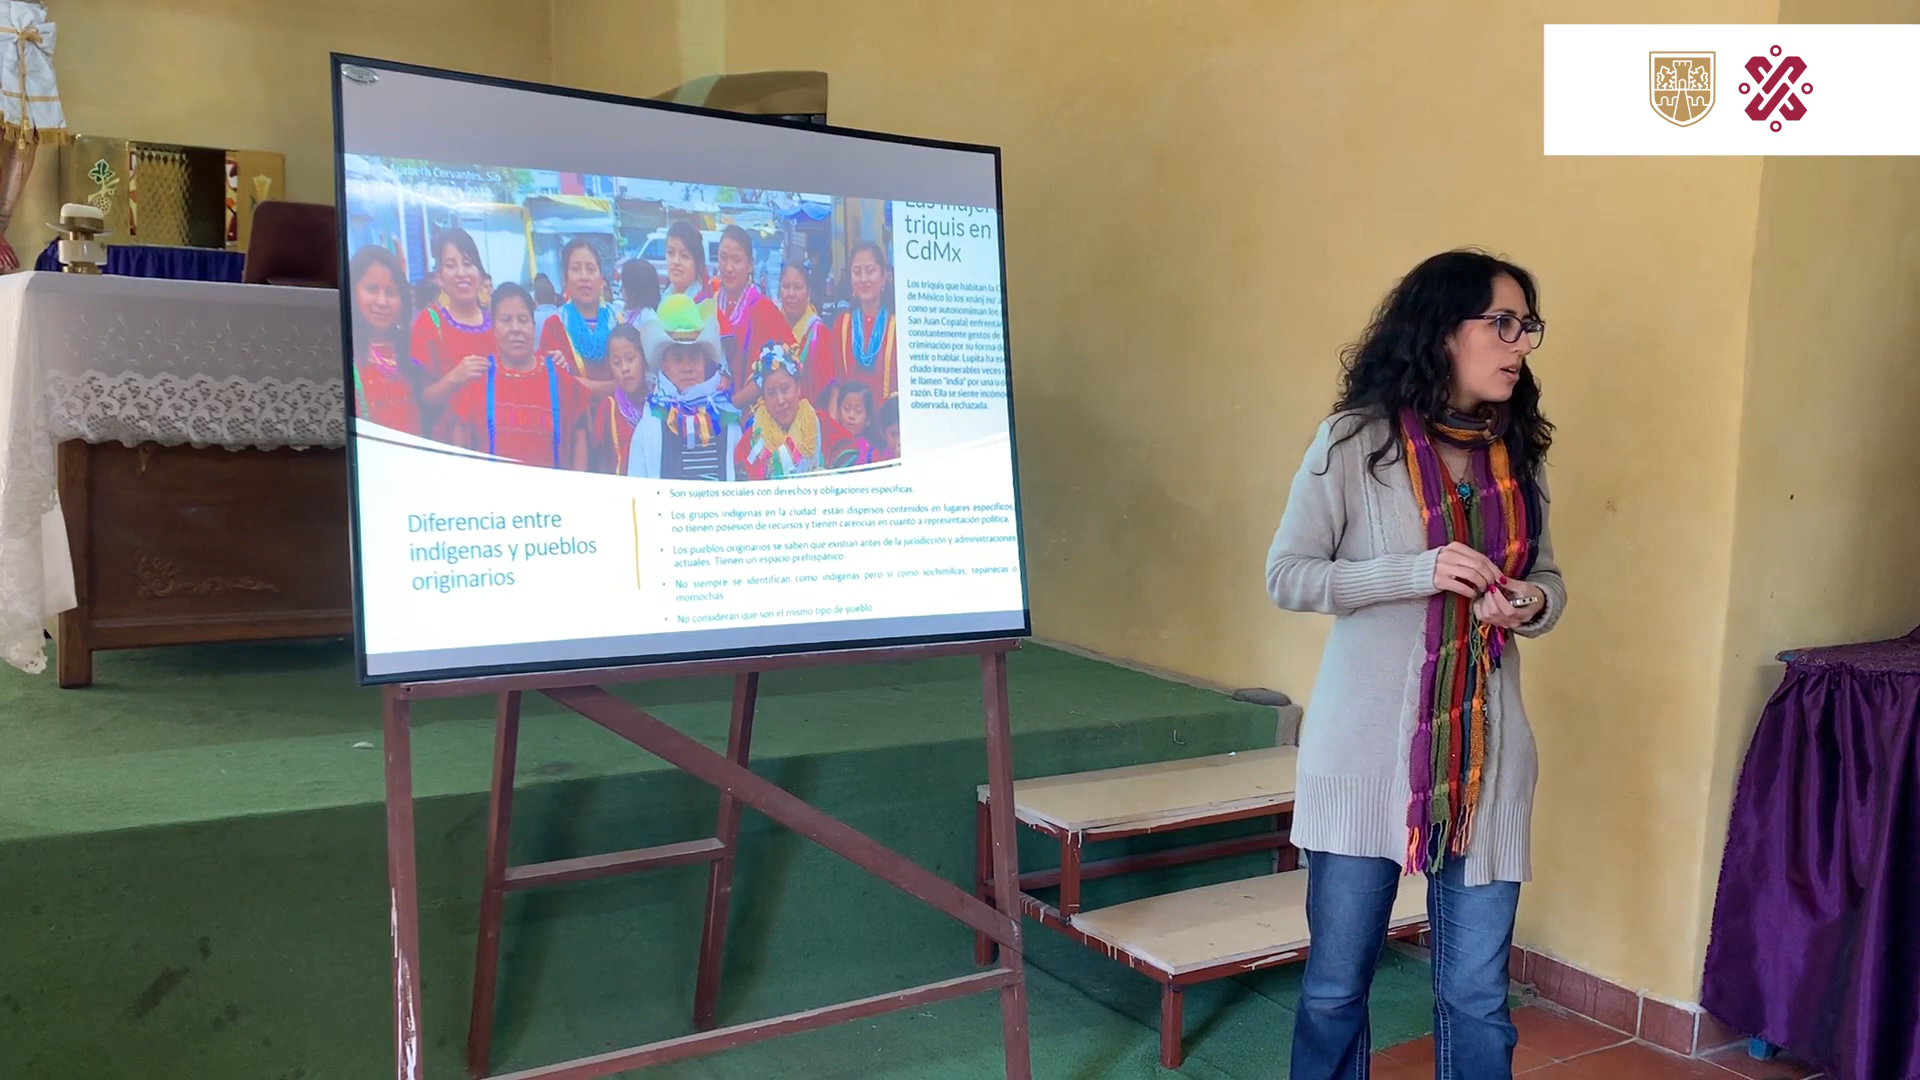 Lizbeth Cervantes, Sin
triquis en
CdMx
Los triquis que habitan la
de México (o los xnánj nu'
como se autonomiman los
San Juan Copala) enfrentan
constantemente gestos de
criminación por su forma
vestir o hablar. Lupita ha
chado innumerables veces
le llamen "india" por una u
razón. Ella se siente
observada, rechazada.
Diferencia entre
indígenas y pueblos
originarios
• Son sujetos sociales con derechos y obligaciones específicas.
• Los grupos indígenas en la ciudad están dispersos contenidos en lugares específicos,
no tienen posesión de recursos y tienen carencias en cuanto a representación política.
• Los pueblos originarios se saben que existían antes de la jurisdicción y administraciones
actuales. Tienen un espacio prehispánico.
• No siempre se identifican como indígenas pero si como xochimilcas, tepanecas o
momochas
• No consideran que son el mismo tipo de pueblo